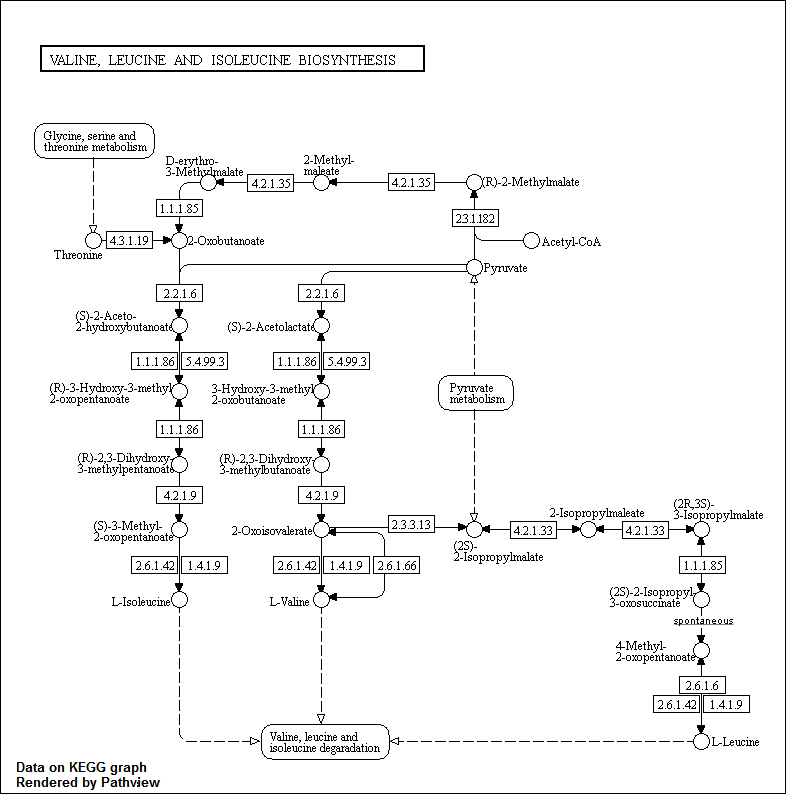 VALINE, LEUCINE AND ISOLEUCINE BIOSYNTHESIS
Glycine, serine and
threonine metabolism
D-erythro-
3-Methylmalate
2-Methyl-
maleate
4.2.1.35
4.2.1.35
(R)-2-Methylmalate
1.1.1.85
2.3.1.182
4.3.1.19
2-Oxobutanoate
Acetyl-CoA
Threonine
Pyruvate
2.2.1.6
2.2.1.6
(S)-2-Aceto-
2-hydroxybutanoate
(S)-2-Acetolactate
1.1.1.86
5.4.99.3
1.1.1.86
5.4.99.3
(R)-3-Hydroxy-3-methyl
2-oxopentanoate
3-Hydroxy-3-methyl
2-oxobutanoate
Pyruvate
metabolism
1.1.1.86
1.1.1.86
(R)-2,3-Dihydroxy-
3-methylpentanoate
(R)-2,3-Dihydroxy-
3-methylbutanoate
4.2.1.9
4.2.1.9
(S)-3-Methyl-
2-oxopentanoate
2-Oxoisovalerate
2.3.3.13
(2S)-
2-Isopropylmalate
4.2.1.33
2-Isopropylmaleate
4.2.1.33
(2R,3S)-
3-Isopropylmalate
2.6.1.42
1.4.1.9
2.6.1.42
1.4.1.9
2.6.1.66
1.1.1.85
L-Isoleucine
L-Valine
(2S)-2-Isopropyl-
3-oxosuccinate
spontaneous
4-Methyl-
2-oxopentanoate
2.6.1.6
2.6.1.42
1.4.1.9
Valine, leucine and
isoleucine degaradation
L-Leucine
Data on KEGG graph
Rendered by Pathview